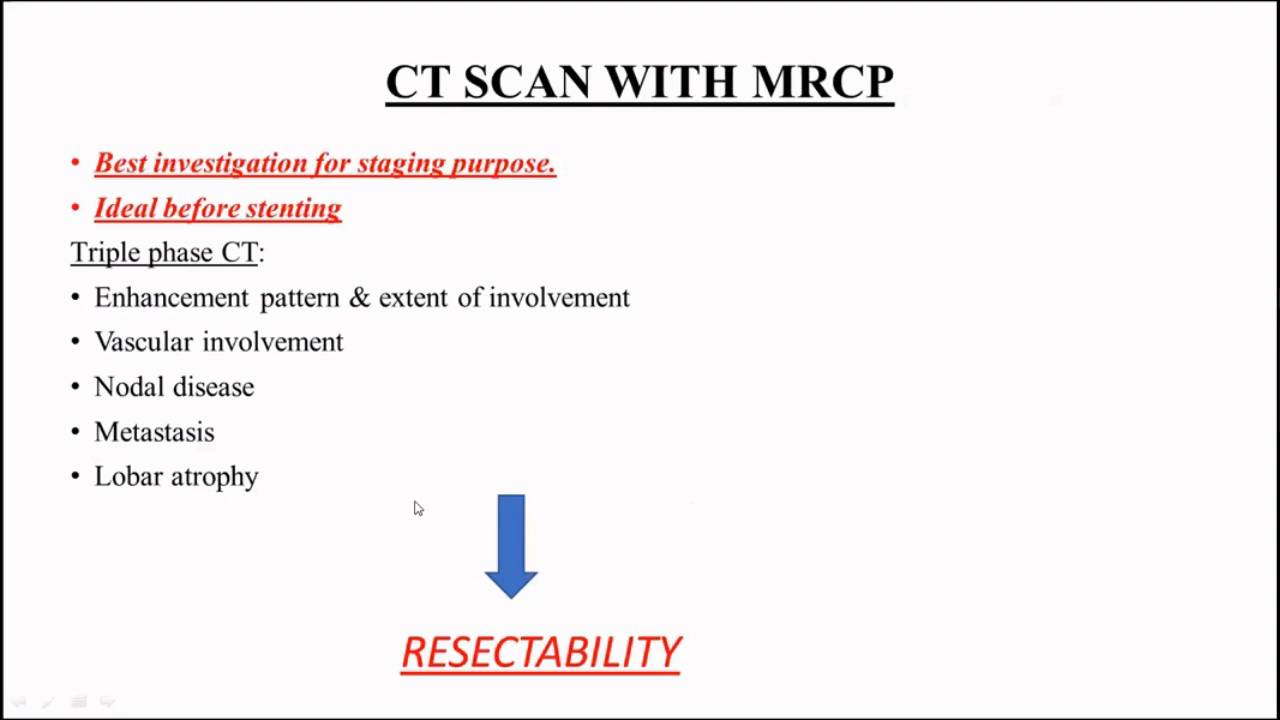 CT SCAN WITH MRCP
• Best investigation for staging purpose.
• Ideal before stenting
Triple phase CT:
• Enhancement pattern & extent of involvement
• Vascular involvement
• Nodal disease
• Metastasis
• Lobar atrophy
RESECTABILITY